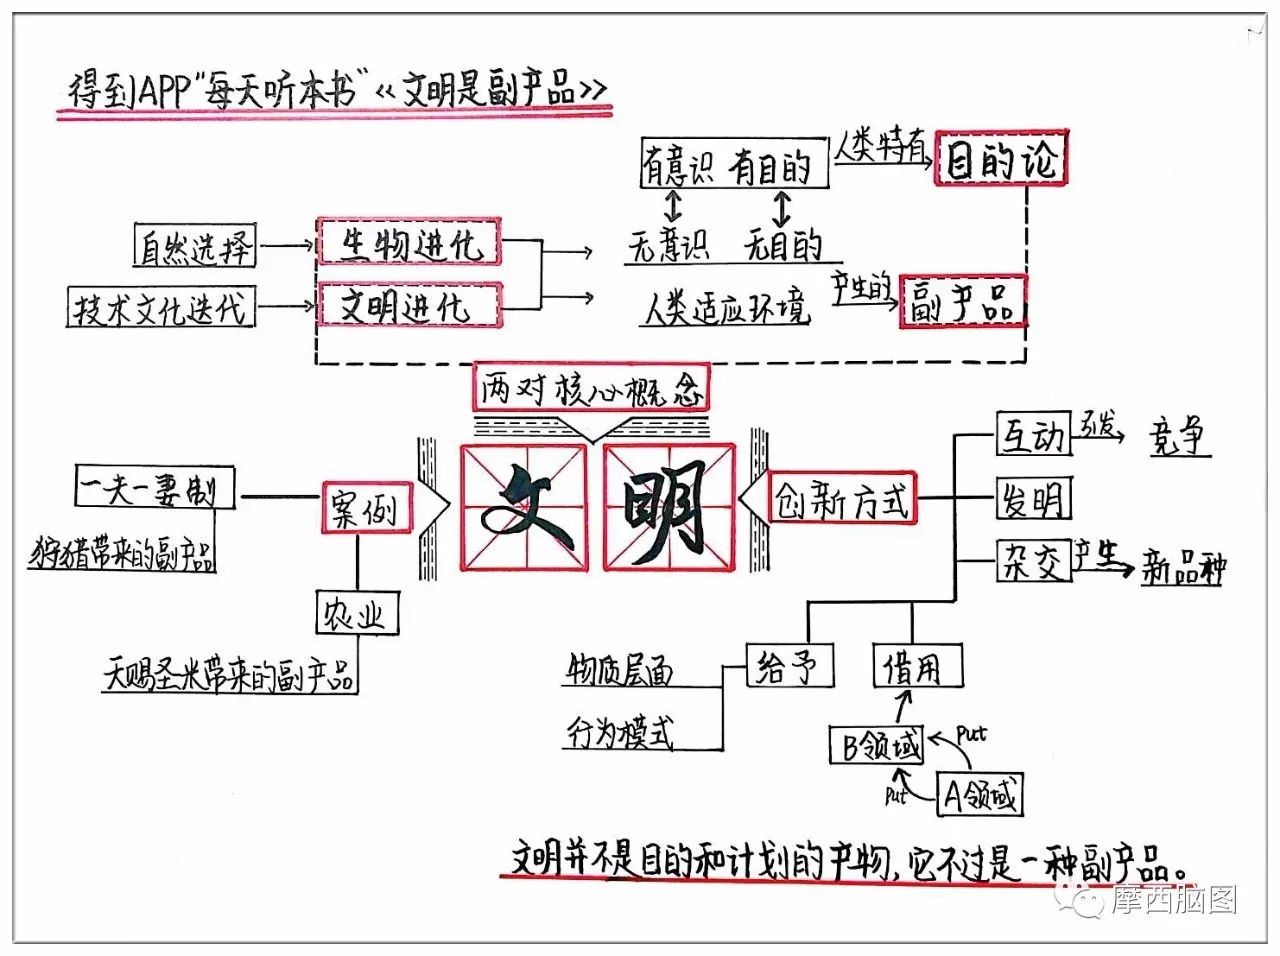 得到APP“每天听本书”《文明是副产品》
有意识 有目的
人类特有
目的论
自然选择
生物进化
无意识 无目的
技术文化迭代
文明进化
人类适应环境
产生的
副产品
两对核心概念
一夫一妻制
案例
文明
创新方式
互动
引发
竞争
发明
狩猎带来的副产品
杂交
产生
新品种
农业
天赐圣米带来的副产品
物质层面
给予
借用
行为模式
B领域
put
put
A领域
文明并不是目的和计划的产物,它不过是一种副产品。
摩西脑图